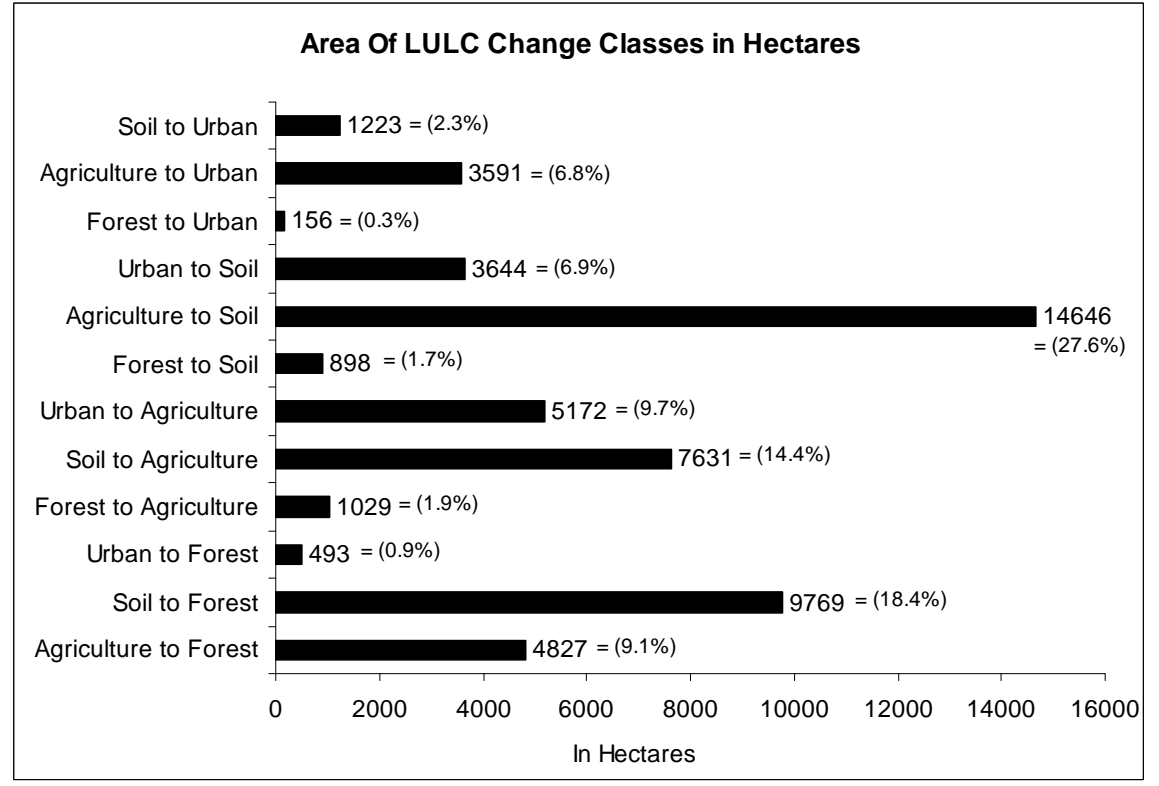 Area Of LULC Change Classes in Hectares
Soil to Urban 1223 = (2.3%)
Agriculture to Urban 3591 = (6.8%)
Forest to Urban 156 = (0.3%)
Urban to Soil 3644 = (6.9%)
Agriculture to Soil 14646
= (27.6%)
Forest to Soil 898 = (1.7%)
Urban to Agriculture 5172 = (9.7%)
Soil to Agriculture 7631 = (14.4%)
Forest to Agriculture 1029 = (1.9%)
Urban to Forest 493 = (0.9%)
Soil to Forest 9769 = (18.4%)
Agriculture to Forest 4827 = (9.1%)
0 2000 4000 6000 8000 10000 12000 14000 16000
In Hectares